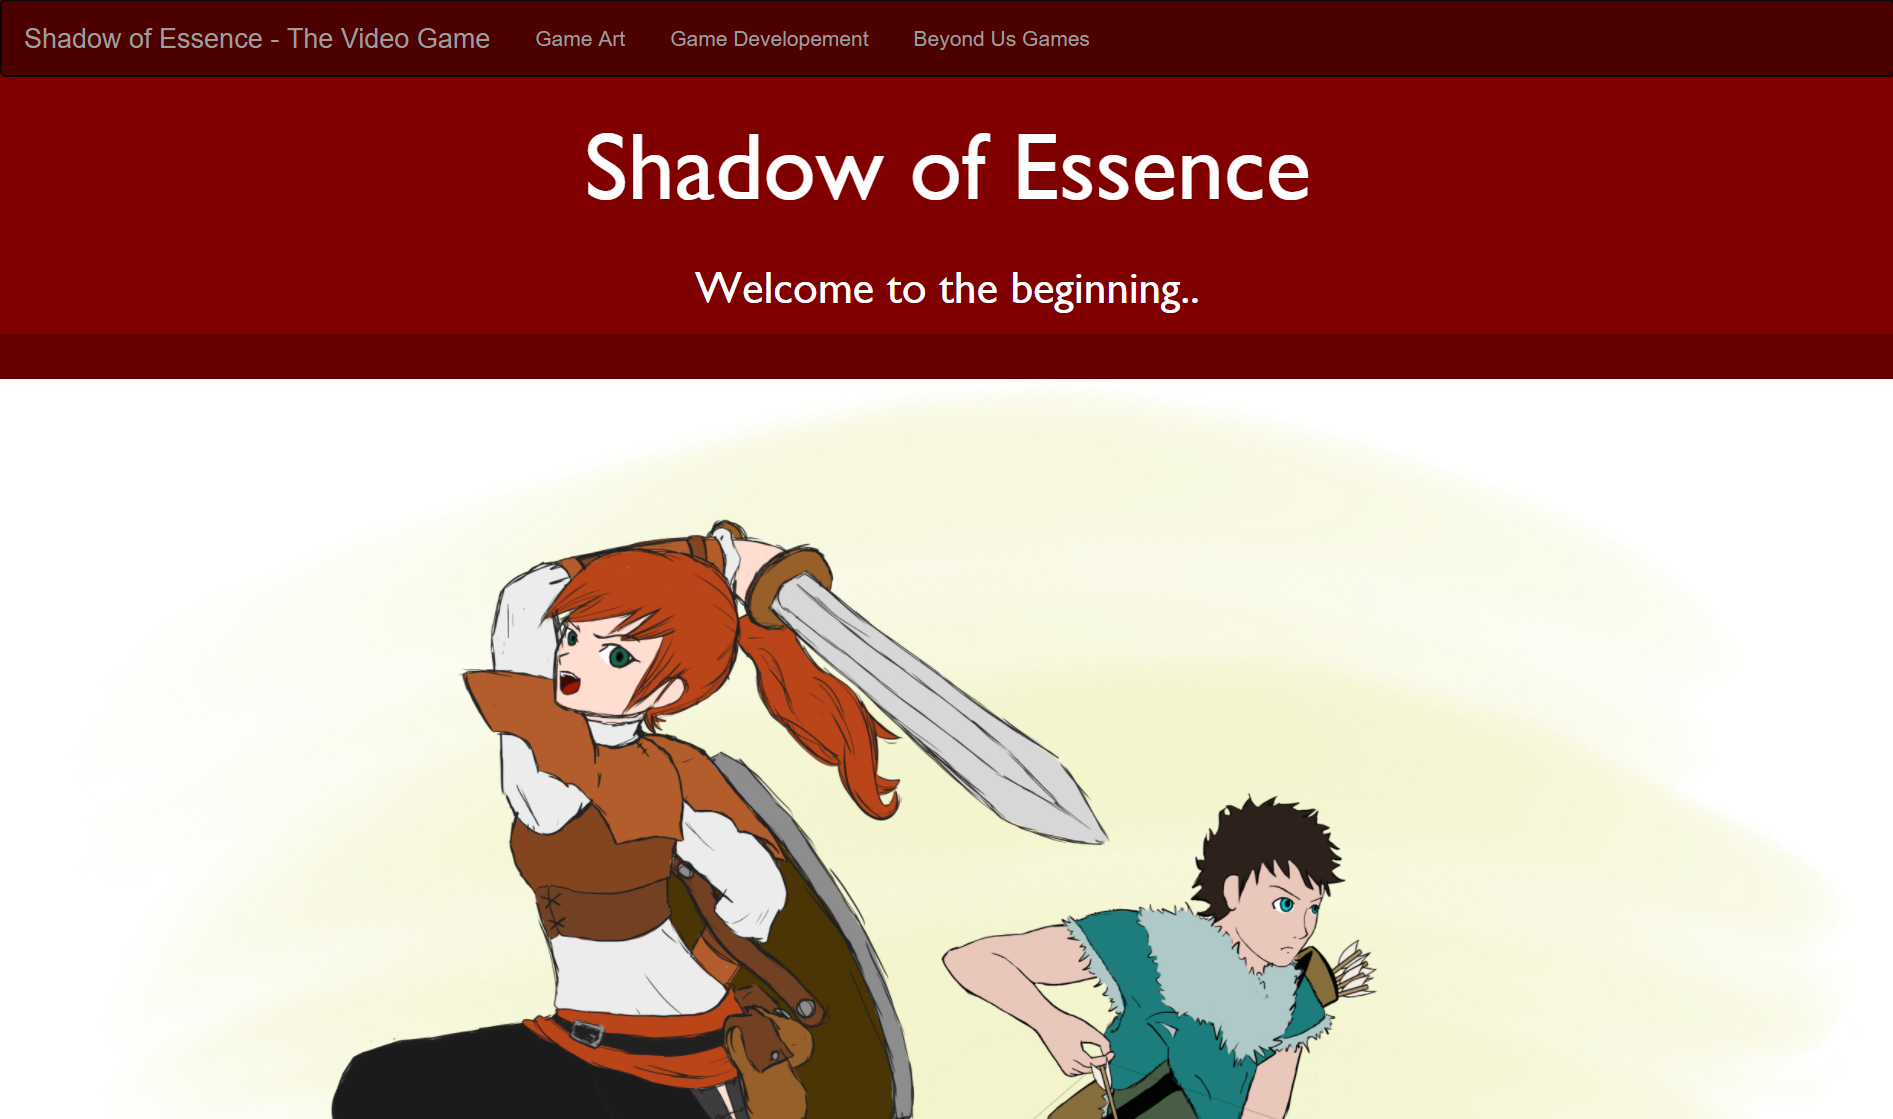 Shadow of Essence - The Video Game Game Art Game Developement Beyond Us Games
Shadow of Essence
Welcome to the beginning..